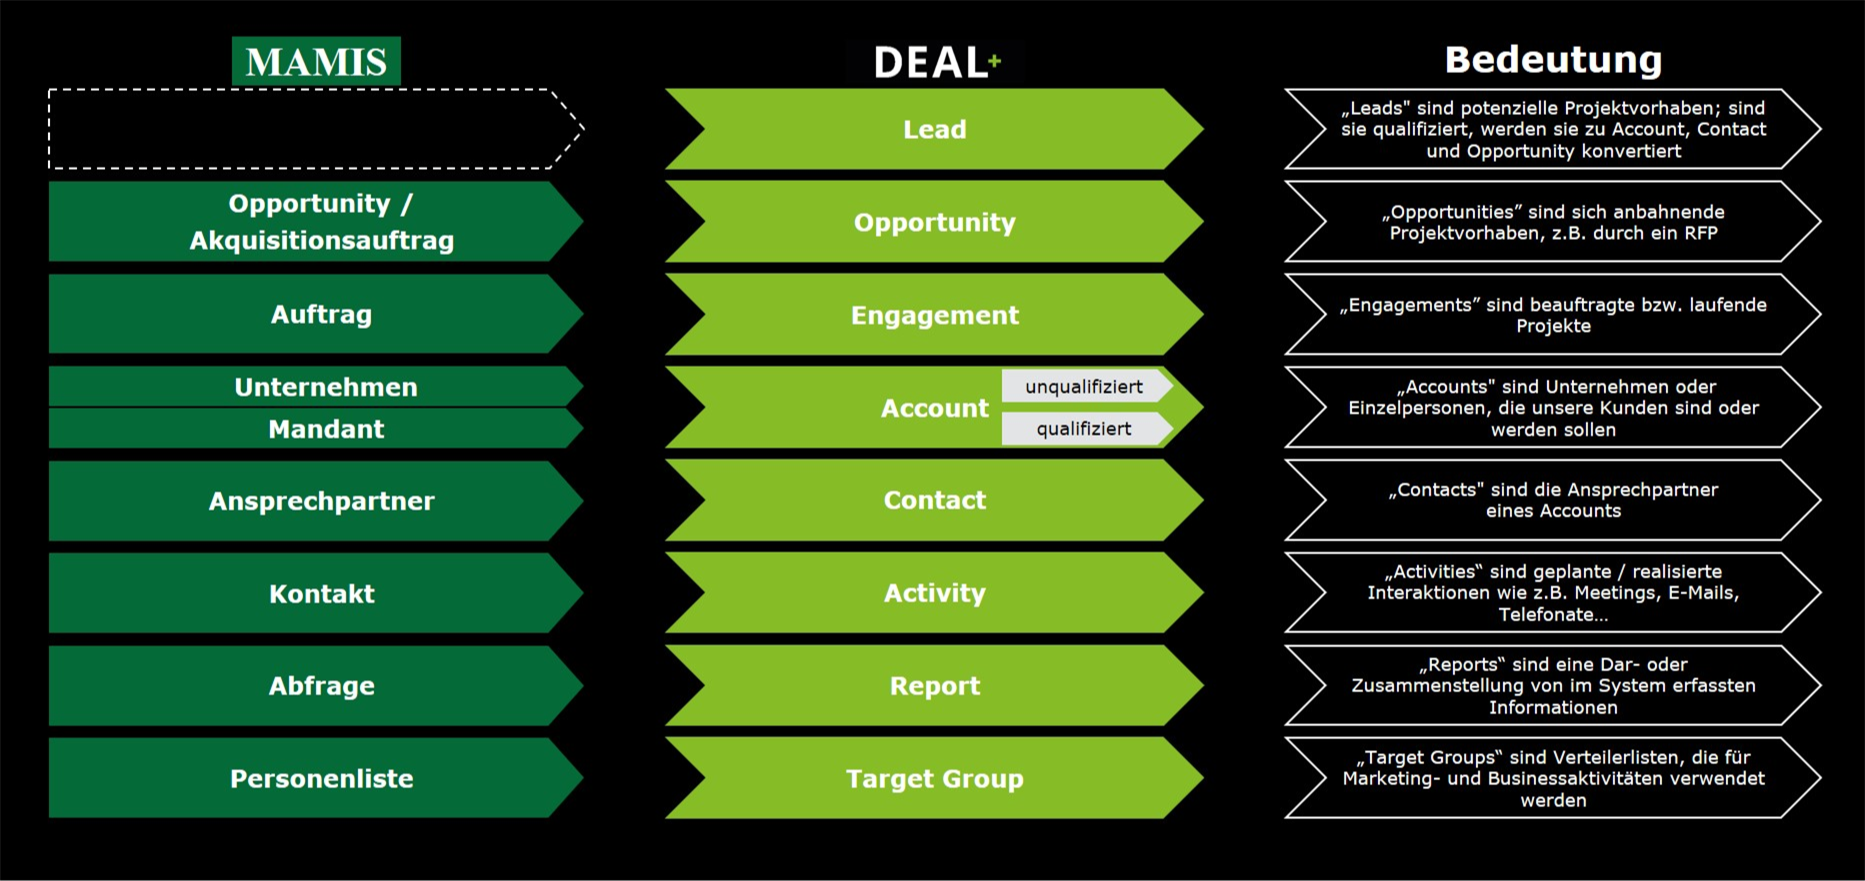 MAMIS
DEAL+
Bedeutung
Lead
„Leads" sind potenzielle Projektvorhaben; sind
sie qualifiziert, werden sie zu Account, Contact
und Opportunity konvertiert
Opportunity /
Akquisitionsauftrag
Opportunity
„Opportunities” sind sich anbahnende
Projektvorhaben, z.B. durch ein RFP
Auftrag
Engagement
„Engagements” sind beauftragte bzw. laufende
Projekte
Unternehmen
Mandant
Account
unqualifiziert
qualifiziert
„Accounts" sind Unternehmen oder
Einzelpersonen, die unsere Kunden sind oder
werden sollen
Ansprechpartner
Contact
„Contacts" sind die Ansprechpartner
eines Accounts
Kontakt
Activity
„Activities“ sind geplante / realisierte
Interaktionen wie z.B. Meetings, E-Mails,
Telefonate…
Abfrage
Report
„Reports“ sind eine Dar- oder
Zusammenstellung von im System erfassten
Informationen
Personenliste
Target Group
„Target Groups“ sind Verteilerlisten, die für
Marketing- und Businessaktivitäten verwendet
werden